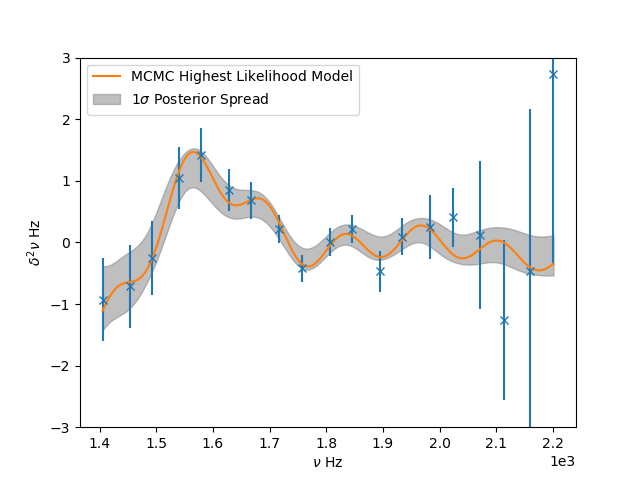 MCMC Highest Likelihood Model
1σ Posterior Spread
3
2
1
0
−1
−2
−3
δ²ν Hz
1.4 1.5 1.6 1.7 1.8 1.9 2.0 2.1 2.2
1e3
ν Hz